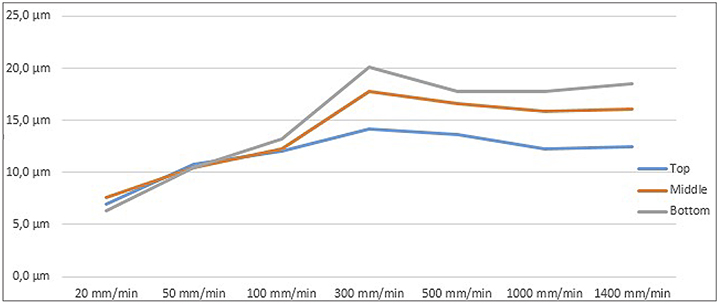 25,0 µm
20,0 µm
15,0 µm
10,0 µm
5,0 µm
0,0 µm
Top
Middle
Bottom
20 mm/min 50 mm/min 100 mm/min 300 mm/min 500 mm/min 1000 mm/min 1400 mm/min